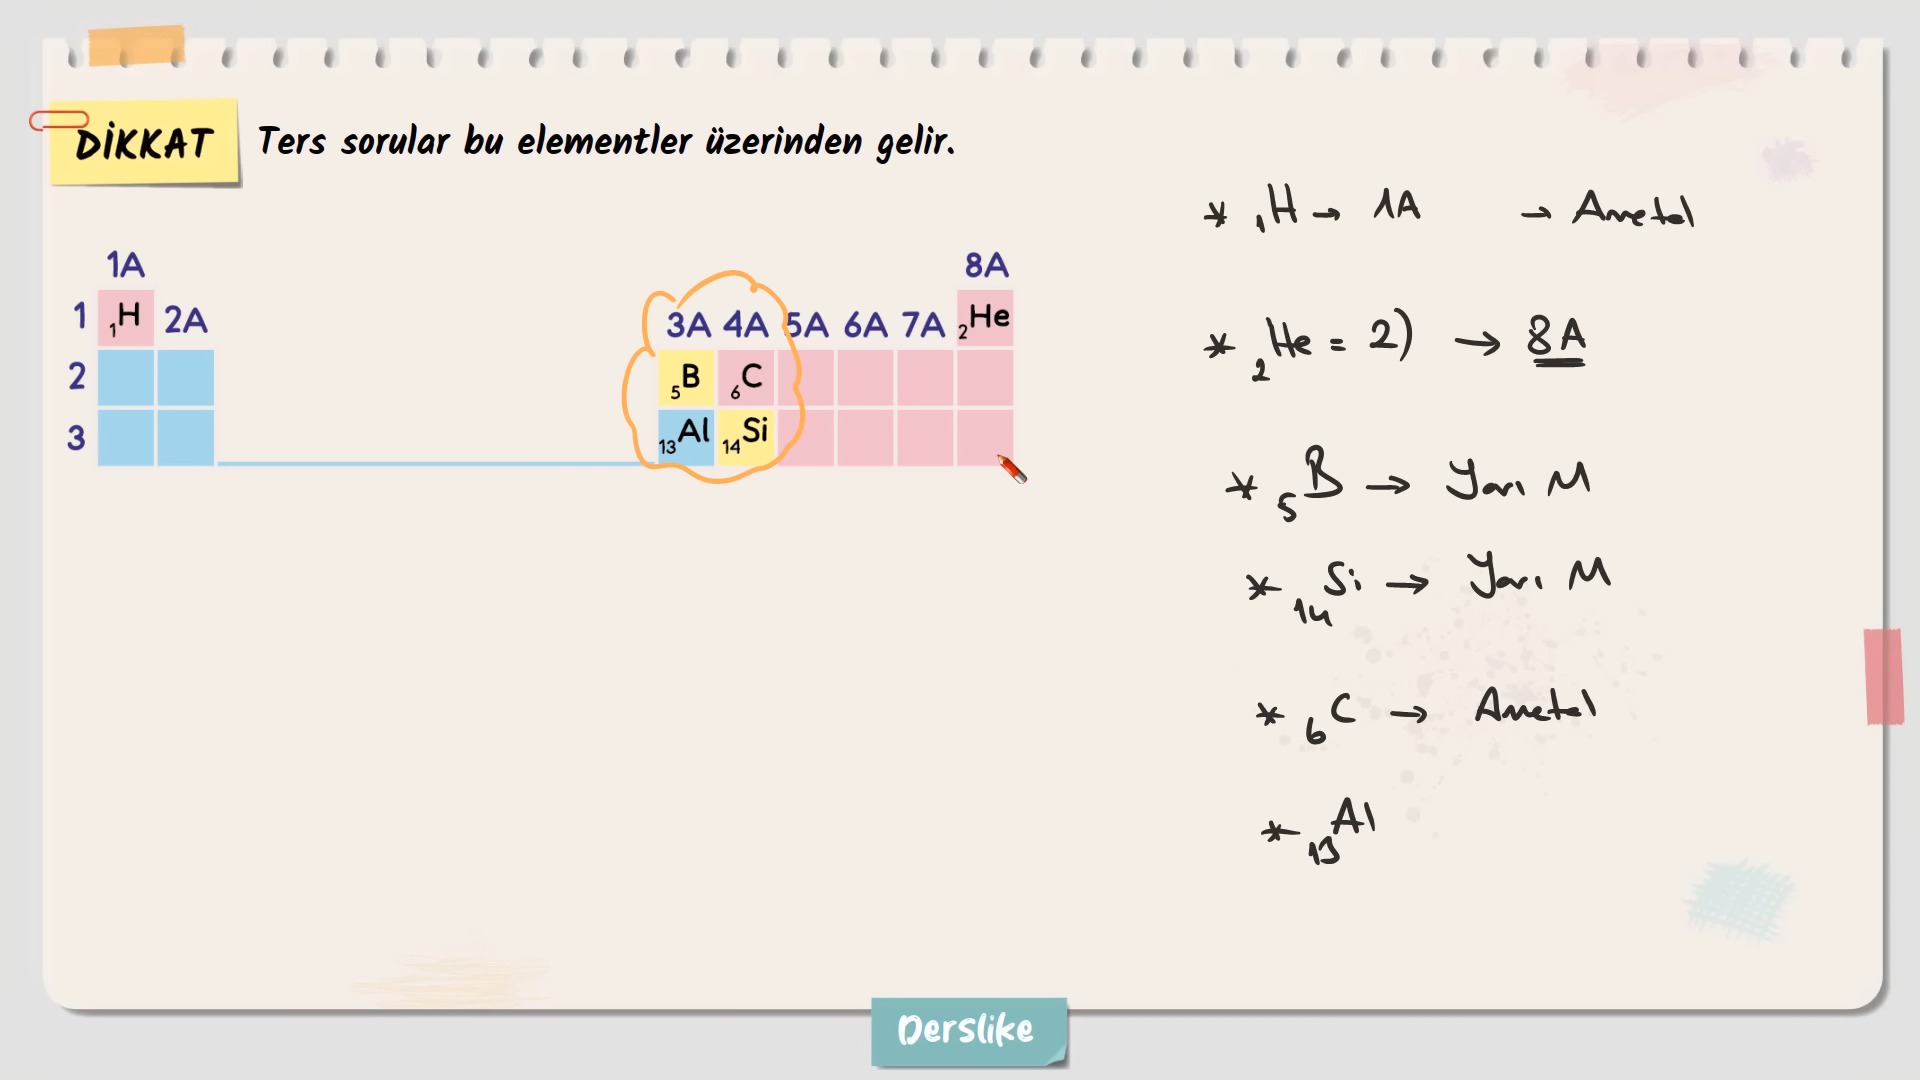 DİKKAT
Ters sorular bu elementler üzerinden gelir.
1A 8A
1 ₁H 2A 3A 4A 5A 6A 7A ₂He
2 ₅B ₆C
3 ₁₃Al ₁₄Si
* ₁H → 1A → Ametal
* ₂He = 2) → 8A
* ₅B → Yarı M
* ₁₄Si → Yarı M
* ₆C → Ametal
* ₁₃Al
Derslike